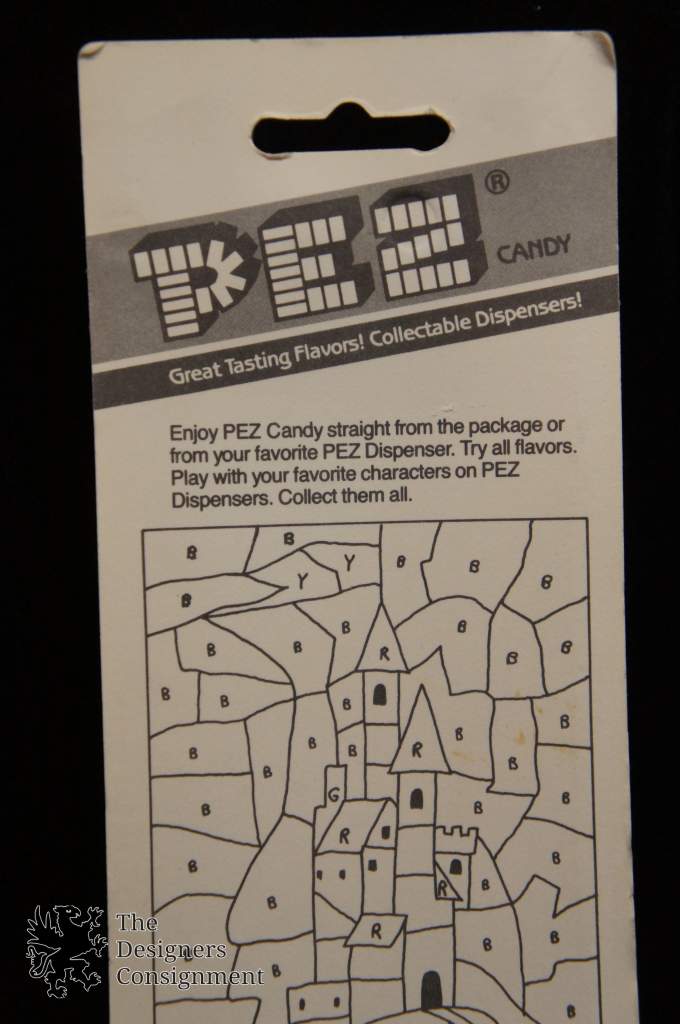 PEZ®
CANDY
Great Tasting Flavors! Collectable Dispensers!
Enjoy PEZ Candy straight from the package or
from your favorite PEZ Dispenser. Try all flavors.
Play with your favorite characters on PEZ
Dispensers. Collect them all.
B B B B B
Y Y
B B B B B B B
R
B B B B B
B B B R B B
B G B B
R
B B
R B
B
R B B
B B
The
Designers
Consignment